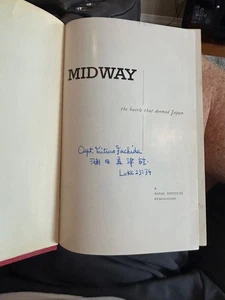 MIDWAY
the battle that doomed Japan
Capt. Mitsuo Fuchida
淵田美津雄
Luke 23:34
A
NAVAL INSTITUTE
PUBLICATION